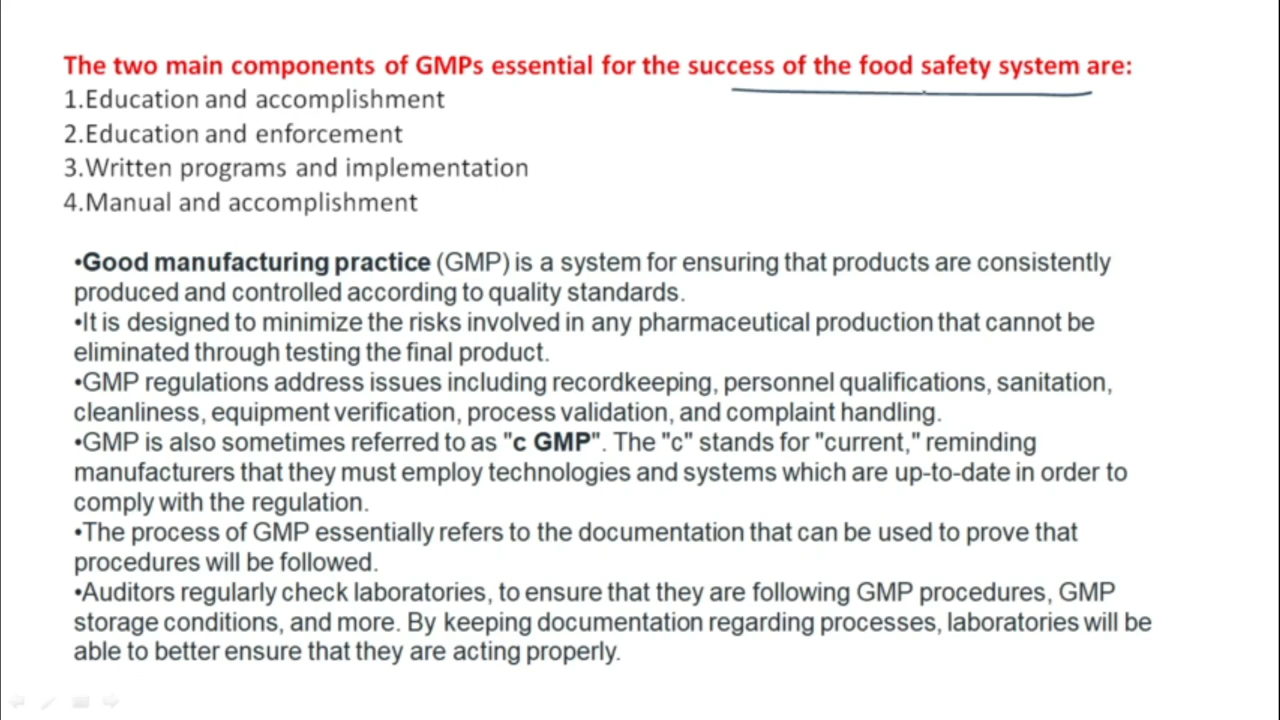 The two main components of GMPs essential for the success of the food safety system are:
1.Education and accomplishment
2.Education and enforcement
3.Written programs and implementation
4.Manual and accomplishment
•Good manufacturing practice (GMP) is a system for ensuring that products are consistently
produced and controlled according to quality standards.
•It is designed to minimize the risks involved in any pharmaceutical production that cannot be
eliminated through testing the final product.
•GMP regulations address issues including recordkeeping, personnel qualifications, sanitation,
cleanliness, equipment verification, process validation, and complaint handling.
•GMP is also sometimes referred to as "c GMP". The "c" stands for "current," reminding
manufacturers that they must employ technologies and systems which are up-to-date in order to
comply with the regulation.
•The process of GMP essentially refers to the documentation that can be used to prove that
procedures will be followed.
•Auditors regularly check laboratories, to ensure that they are following GMP procedures, GMP
storage conditions, and more. By keeping documentation regarding processes, laboratories will be
able to better ensure that they are acting properly.